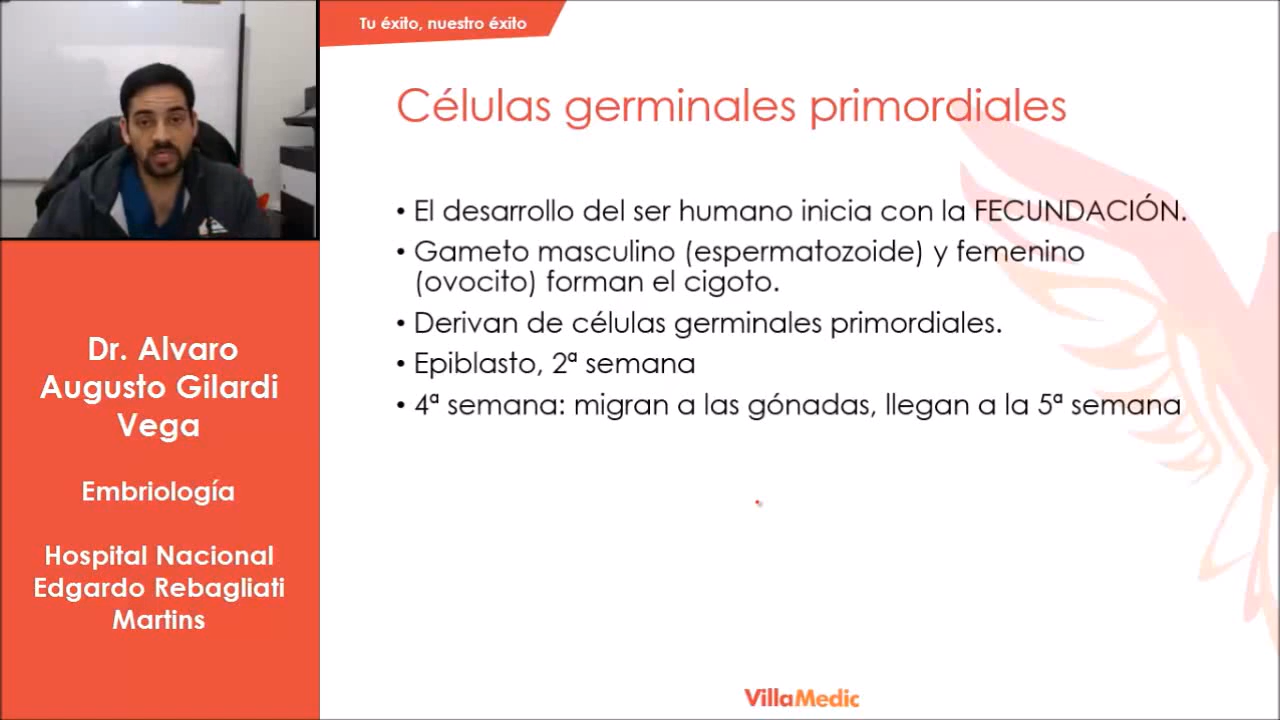 Tu éxito, nuestro éxito
Células germinales primordiales
• El desarrollo del ser humano inicia con la FECUNDACIÓN.
• Gameto masculino (espermatozoide) y femenino
(ovocito) forman el cigoto.
• Derivan de células germinales primordiales.
• Epiblasto, 2ª semana
• 4ª semana: migran a las gónadas, llegan a la 5ª semana
Dr. Alvaro
Augusto Gilardi
Vega
Embriología
Hospital Nacional
Edgardo Rebagliati
Martins
VillaMedic